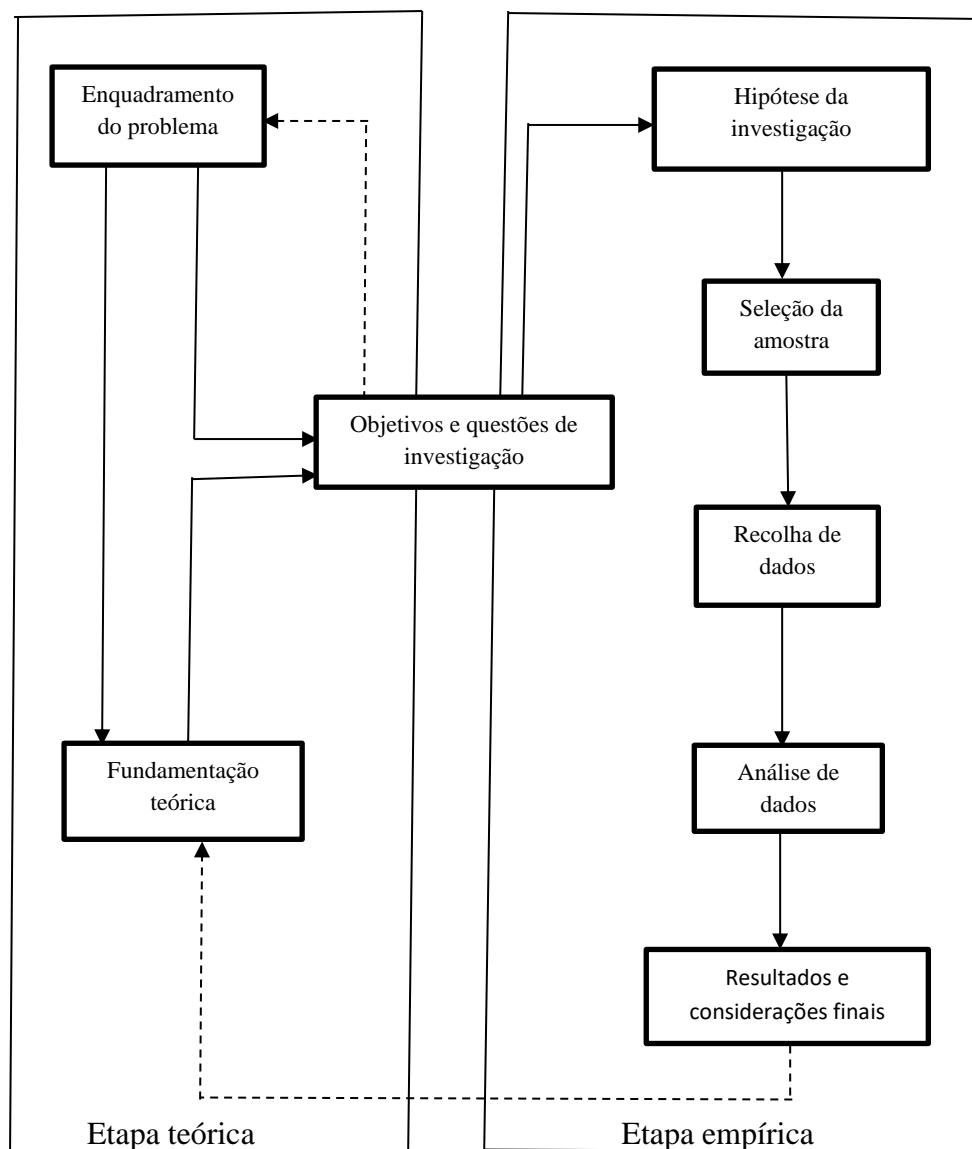 Enquadramento
do problema
Hipótese da
investigação
Seleção da
amostra
Objetivos e questões de
investigação
Recolha de
dados
Fundamentação
teórica
Análise de
dados
Resultados e
considerações finais
Etapa teórica
Etapa empírica